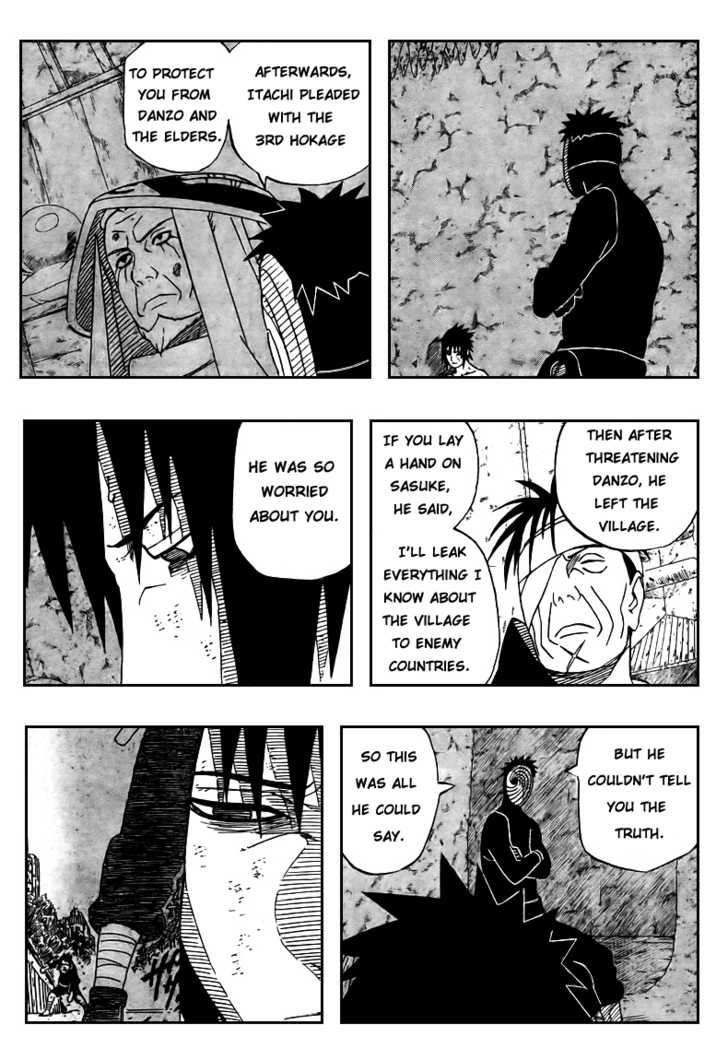 AFTERWARDS,
ITACHI PLEADED
WITH THE
3RD HOKAGE
TO PROTECT
YOU FROM
DANZO AND
THE ELDERS.
THEN AFTER
THREATENING
DANZO, HE
LEFT THE
VILLAGE.
IF YOU LAY
A HAND ON
SASUKE,
HE SAID,
I'LL LEAK
EVERYTHING I
KNOW ABOUT
THE VILLAGE
TO ENEMY
COUNTRIES.
HE WAS SO
WORRIED
ABOUT YOU.
BUT HE
COULDN'T TELL
YOU THE
TRUTH.
SO THIS
WAS ALL
HE COULD
SAY.